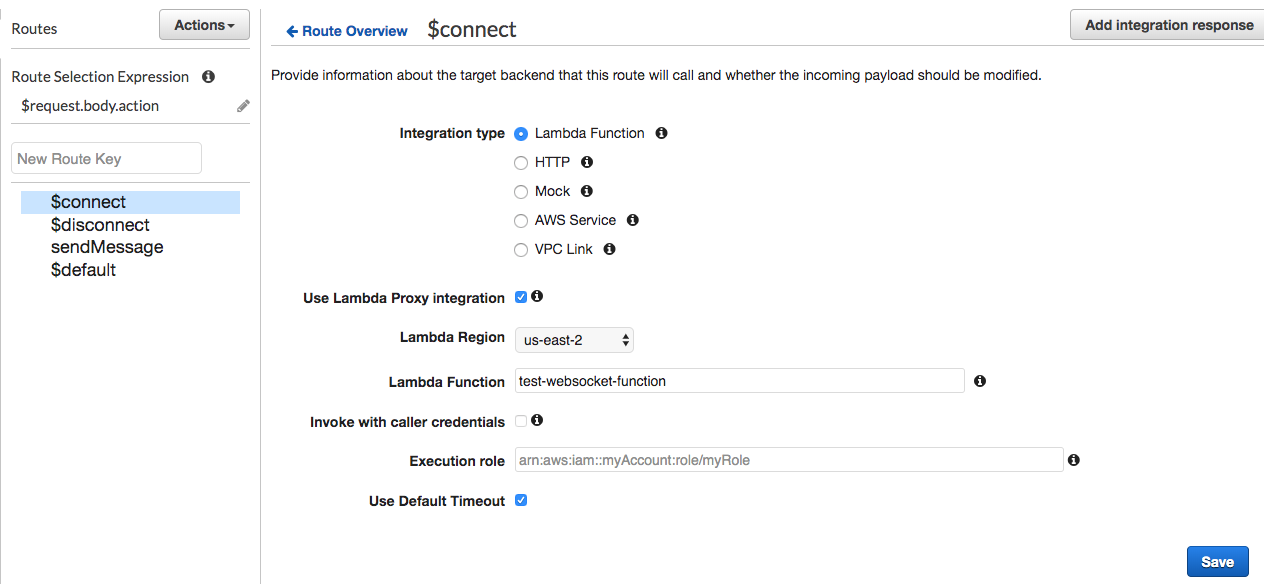 Routes
Actions
Route Selection Expression
$request.body.action
New Route Key
$connect
$disconnect
sendMessage
$default
Route Overview
$connect
Add integration response
Provide information about the target backend that this route will call and whether the incoming payload should be modified.
Integration type
Lambda Function
HTTP
Mock
AWS Service
VPC Link
Use Lambda Proxy integration
Lambda Region
us-east-2
Lambda Function
test-websocket-function
Invoke with caller credentials
Execution role
arn:aws:iam::myAccount:role/myRole
Use Default Timeout
Save